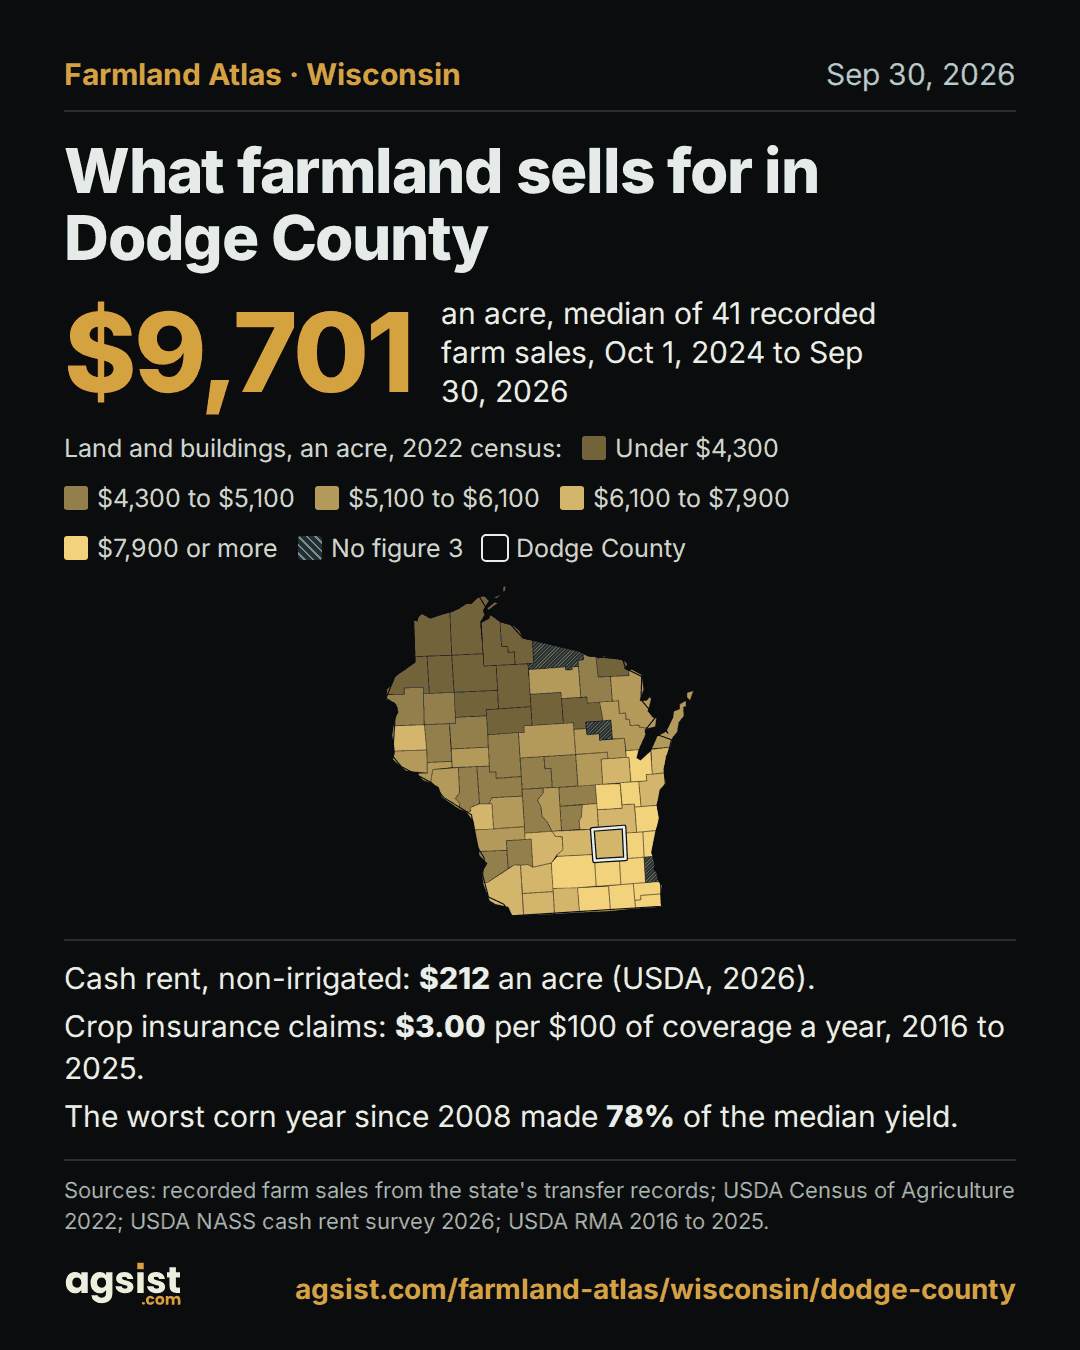 Farmland Atlas · Wisconsin
Sep 30, 2026
What farmland sells for in
Dodge County
$9,701
an acre, median of 41 recorded
farm sales, Oct 1, 2024 to Sep
30, 2026
Land and buildings, an acre, 2022 census: Under $4,300
$4,300 to $5,100 $5,100 to $6,100 $6,100 to $7,900
$7,900 or more No figure 3 Dodge County
Cash rent, non-irrigated: $212 an acre (USDA, 2026).
Crop insurance claims: $3.00 per $100 of coverage a year, 2016 to
2025.
The worst corn year since 2008 made 78% of the median yield.
Sources: recorded farm sales from the state's transfer records; USDA Census of Agriculture
2022; USDA NASS cash rent survey 2026; USDA RMA 2016 to 2025.
agsist
.com
agsist.com/farmland-atlas/wisconsin/dodge-county